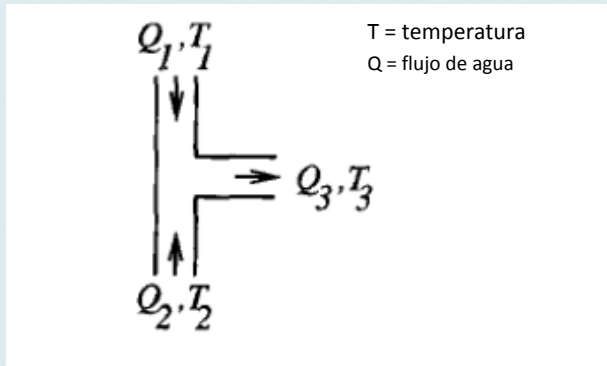 Q1,T1
T = temperatura
Q = flujo de agua
Q3,T3
Q2,T2